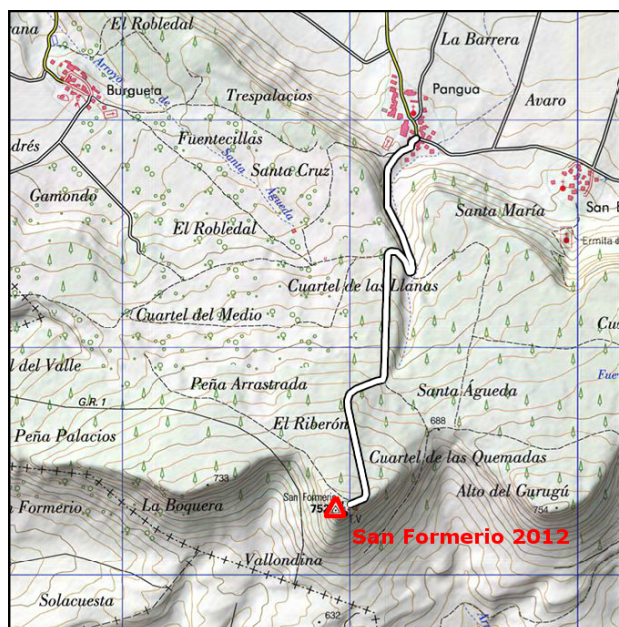 El Robledal
La Barrera
Arroyo de
Burgueta
Pangua
Trespalacios
Avaro
Fuentecillas
drés
Santa Cruz
Santa
Agueda
Gamondo
Santa María
San
El Robledal
Ermita d
Cuartel de las Llanas
Cuartel del Medio
Cus
l del Valle
Peña Arrastrada
Santa Águeda
Fue
G.R. 1
El Riberón
688
Peña Palacios
Cuartel de las Quemadas
733
San Formerio
Alto del Gurugú
n Formerio
La Boquera
752
T.V
754
San Formerio 2012
Vallondina
Solacuesta
632